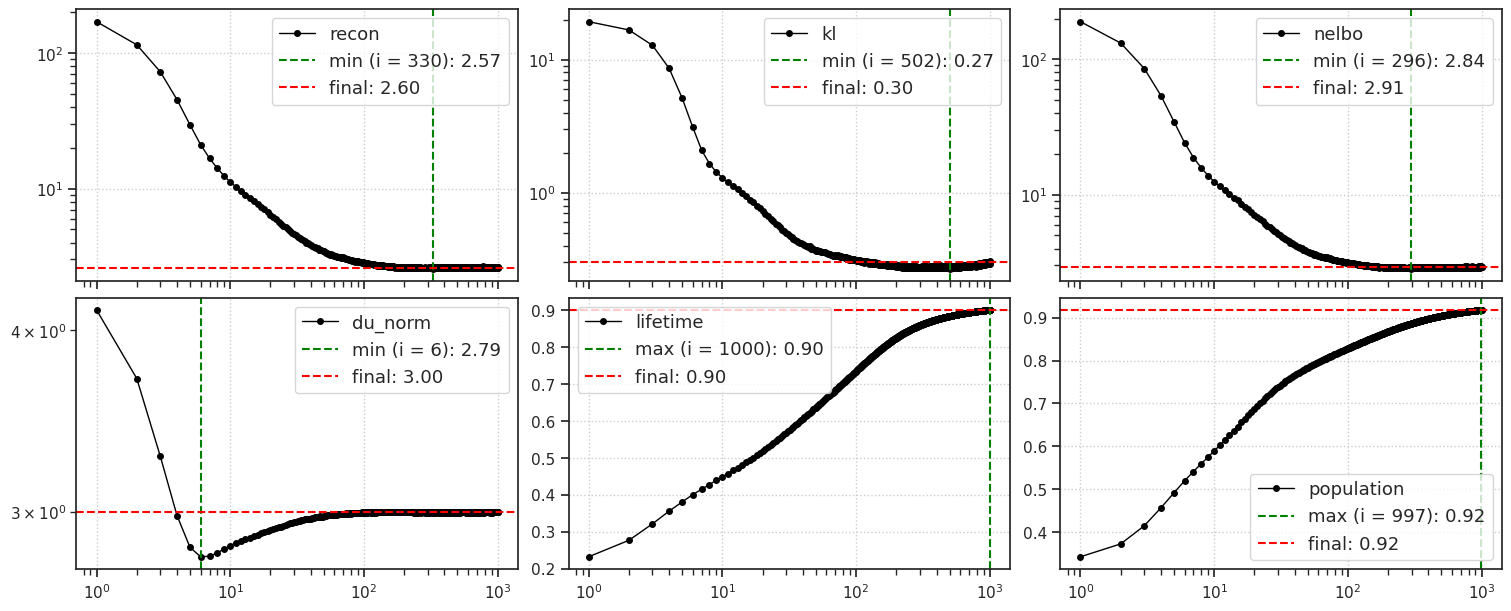 10²
10¹
recon
min (i = 330): 2.57
final: 2.60
10¹
10⁰
kl
min (i = 502): 0.27
final: 0.30
10²
10¹
nelbo
min (i = 296): 2.84
final: 2.91
4 × 10⁰
3 × 10⁰
du_norm
min (i = 6): 2.79
final: 3.00
10⁰ 10¹ 10² 10³
0.9
0.8
0.7
0.6
0.5
0.4
0.3
0.2
lifetime
max (i = 1000): 0.90
final: 0.90
10⁰ 10¹ 10² 10³
0.9
0.8
0.7
0.6
0.5
0.4
population
max (i = 997): 0.92
final: 0.92
10⁰ 10¹ 10² 10³